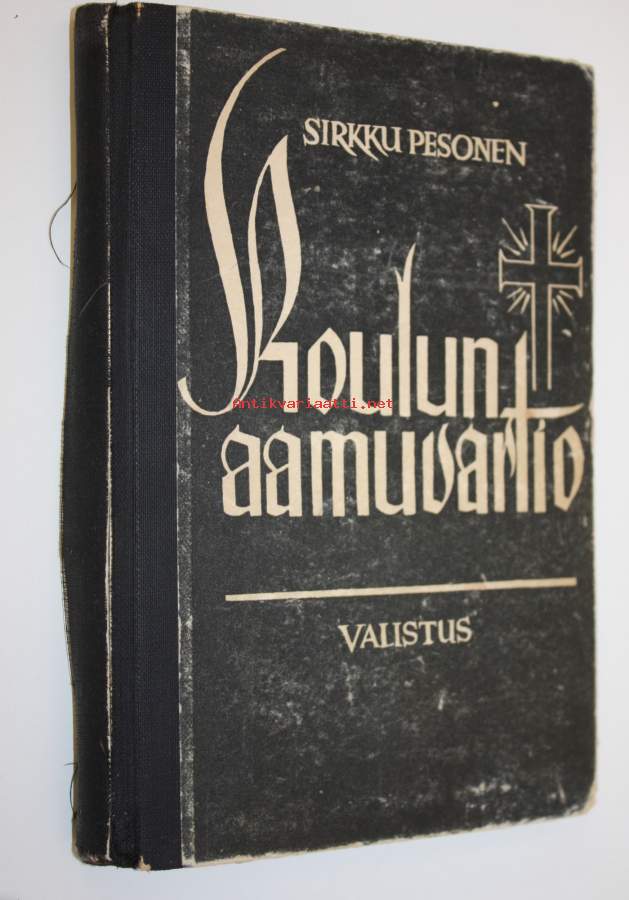 SIRKKU PESONEN
Koulun
Antikvariaatti.net
aamuvartio
VALISTUS